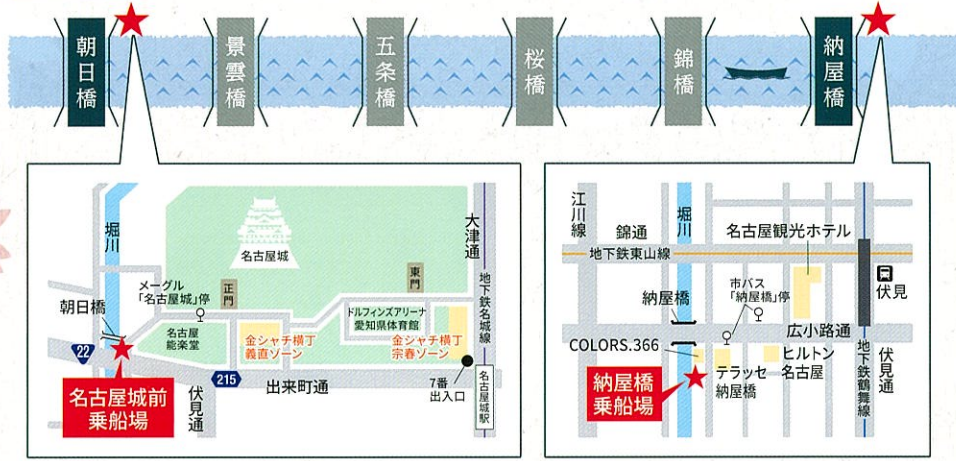 朝日橋
景雲橋
五条橋
桜橋
錦橋
納屋橋
堀川
名古屋城
大津通
地下鉄名城線
メーグル
「名古屋城」停
正門
東門
朝日橋
名古屋
能楽堂
金シャチ横丁
義直ゾーン
ドルフィンズアリーナ
愛知県体育館
金シャチ横丁
宗春ゾーン
22
215
出来町通
7番
出入口
名古屋城駅
名古屋城前
乗船場
伏見通
江川線
堀川
錦通
名古屋観光ホテル
地下鉄東山線
伏見
納屋橋
市バス
「納屋橋」停
広小路通
COLORS.366
テラッセ
納屋橋
ヒルトン
名古屋
地下鉄鶴舞線
伏見通
納屋橋
乗船場